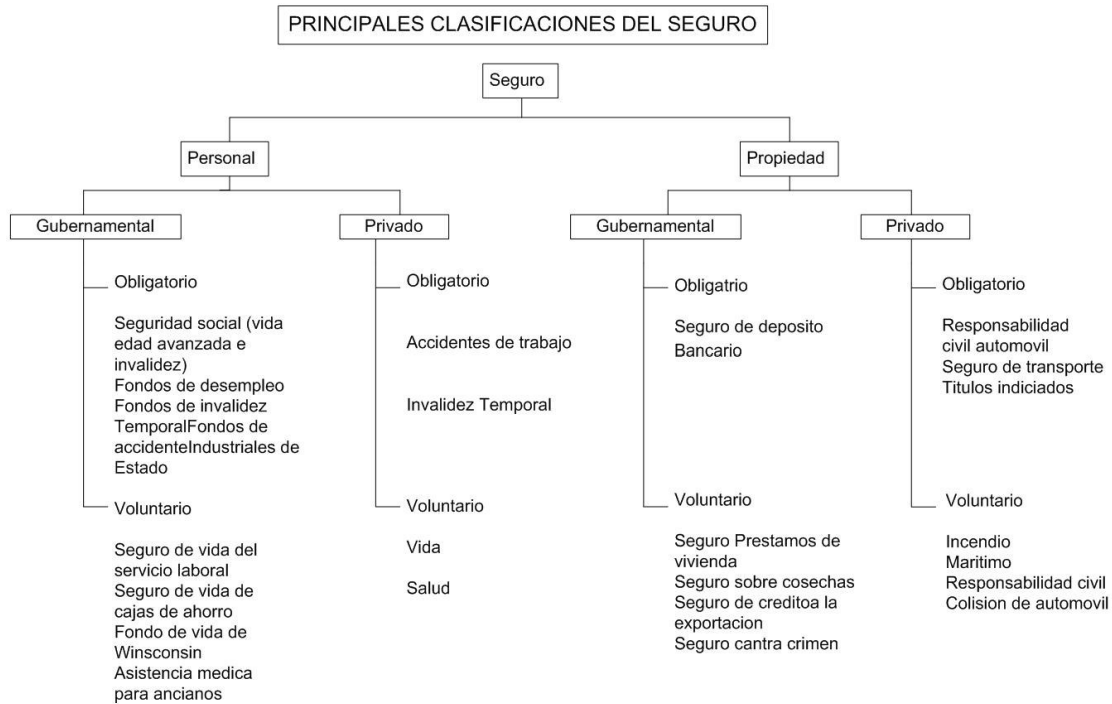 PRINCIPALES CLASIFICACIONES DEL SEGURO
Seguro
Personal
Propiedad
Gubernamental
Privado
Gubernamental
Privado
Obligatorio
Seguridad social (vida
edad avanzada e
invalidez)
Fondos de desempleo
Fondos de invalidez
TemporalFondos de
accidenteIndustriales de
Estado
Voluntario
Seguro de vida del
servicio laboral
Seguro de vida de
cajas de ahorro
Fondo de vida de
Winsconsin
Asistencia medica
para ancianos
Obligatorio
Accidentes de trabajo
Invalidez Temporal
Voluntario
Vida
Salud
Obligatrio
Seguro de deposito
Bancario
Voluntario
Seguro Prestamos de
vivienda
Seguro sobre cosechas
Seguro de creditoa la
exportacion
Seguro cantra crimen
Obligatorio
Responsabilidad
civil automovil
Seguro de transporte
Titulos indiciados
Voluntario
Incendio
Maritimo
Responsabilidad civil
Colision de automovil